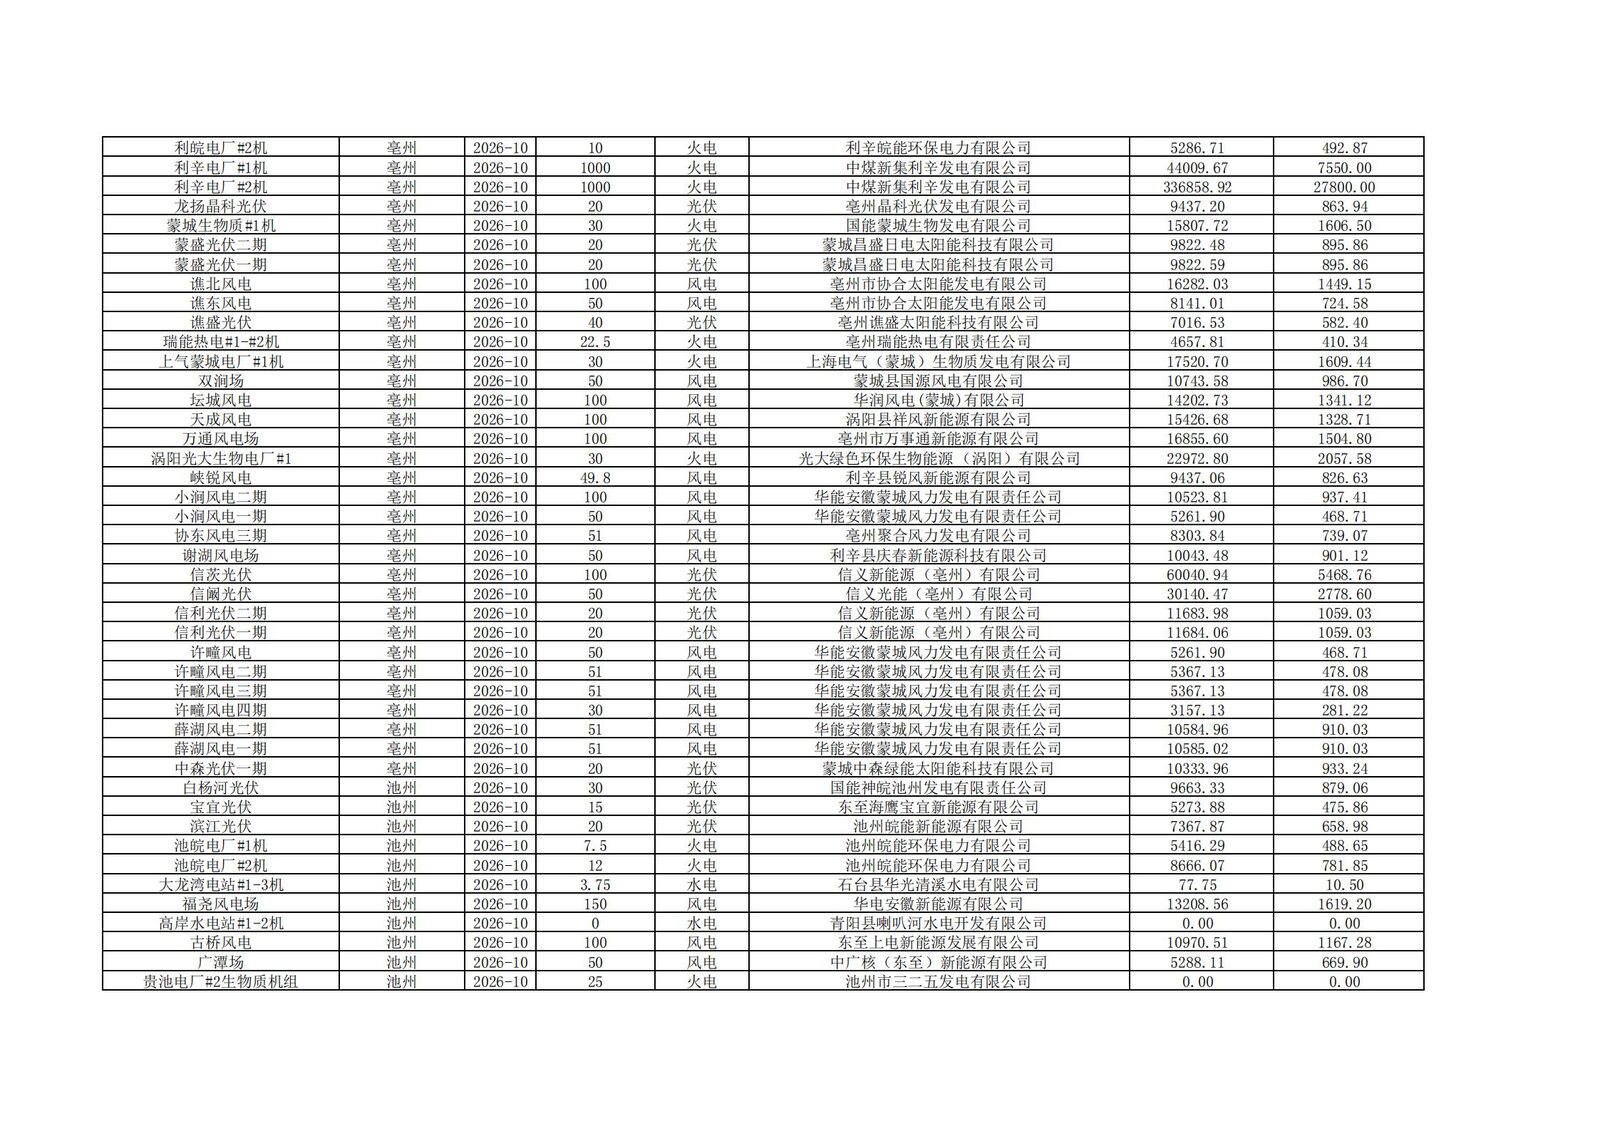 利皖电厂#2机 亳州 2026-10 10 火电 利辛皖能环保电力有限公司 5286.71 492.87
利辛电厂#1机 亳州 2026-10 1000 火电 中煤新集利辛发电有限公司 44009.67 7550.00
利辛电厂#2机 亳州 2026-10 1000 火电 中煤新集利辛发电有限公司 336858.92 27800.00
龙扬晶科光伏 亳州 2026-10 20 光伏 亳州晶科光伏发电有限公司 9437.20 863.94
蒙城生物质#1机 亳州 2026-10 30 火电 国能蒙城生物发电有限公司 15807.72 1606.50
蒙盛光伏二期 亳州 2026-10 20 光伏 蒙城昌盛日电太阳能科技有限公司 9822.48 895.86
蒙盛光伏一期 亳州 2026-10 20 光伏 蒙城昌盛日电太阳能科技有限公司 9822.59 895.86
谯北风电 亳州 2026-10 100 风电 亳州市协合太阳能发电有限公司 16282.03 1449.15
谯东风电 亳州 2026-10 50 风电 亳州市协合太阳能发电有限公司 8141.01 724.58
谯盛光伏 亳州 2026-10 40 光伏 亳州谯盛太阳能科技有限公司 7016.53 582.40
瑞能热电#1-#2机 亳州 2026-10 22.5 火电 亳州瑞能热电有限责任公司 4657.81 410.34
上气蒙城电厂#1机 亳州 2026-10 30 火电 上海电气（蒙城）生物质发电有限公司 17520.70 1609.44
双涧场 亳州 2026-10 50 风电 蒙城县国源风电有限公司 10743.58 986.70
坛城风电 亳州 2026-10 100 风电 华润风电(蒙城)有限公司 14202.73 1341.12
天成风电 亳州 2026-10 100 风电 涡阳县祥风新能源有限公司 15426.68 1328.71
万通风电场 亳州 2026-10 100 风电 亳州市万事通新能源有限公司 16855.60 1504.80
涡阳光大生物电厂#1 亳州 2026-10 30 火电 光大绿色环保生物能源（涡阳）有限公司 22972.80 2057.58
峡锐风电 亳州 2026-10 49.8 风电 利辛县锐风新能源有限公司 9437.06 826.63
小涧风电二期 亳州 2026-10 100 风电 华能安徽蒙城风力发电有限责任公司 10523.81 937.41
小涧风电一期 亳州 2026-10 50 风电 华能安徽蒙城风力发电有限责任公司 5261.90 468.71
协东风电三期 亳州 2026-10 51 风电 亳州聚合风力发电有限公司 8303.84 739.07
谢湖风电场 亳州 2026-10 50 风电 利辛县庆春新能源科技有限公司 10043.48 901.12
信茨光伏 亳州 2026-10 100 光伏 信义新能源（亳州）有限公司 60040.94 5468.76
信阚光伏 亳州 2026-10 50 光伏 信义光能（亳州）有限公司 30140.47 2778.60
信利光伏二期 亳州 2026-10 20 光伏 信义新能源（亳州）有限公司 11683.98 1059.03
信利光伏一期 亳州 2026-10 20 光伏 信义新能源（亳州）有限公司 11684.06 1059.03
许疃风电 亳州 2026-10 50 风电 华能安徽蒙城风力发电有限责任公司 5261.90 468.71
许疃风电二期 亳州 2026-10 51 风电 华能安徽蒙城风力发电有限责任公司 5367.13 478.08
许疃风电三期 亳州 2026-10 51 风电 华能安徽蒙城风力发电有限责任公司 5367.13 478.08
许疃风电四期 亳州 2026-10 30 风电 华能安徽蒙城风力发电有限责任公司 3157.13 281.22
薛湖风电二期 亳州 2026-10 51 风电 华能安徽蒙城风力发电有限责任公司 10584.96 910.03
薛湖风电一期 亳州 2026-10 51 风电 华能安徽蒙城风力发电有限责任公司 10585.02 910.03
中森光伏一期 亳州 2026-10 20 光伏 蒙城中森绿能太阳能科技有限公司 10333.96 933.24
白杨河光伏 池州 2026-10 30 光伏 国能神皖池州发电有限责任公司 9663.33 879.06
宝宜光伏 池州 2026-10 15 光伏 东至海鹰宝宜新能源有限公司 5273.88 475.86
滨江光伏 池州 2026-10 20 光伏 池州皖能新能源有限公司 7367.87 658.98
池皖电厂#1机 池州 2026-10 7.5 火电 池州皖能环保电力有限公司 5416.29 488.65
池皖电厂#2机 池州 2026-10 12 火电 池州皖能环保电力有限公司 8666.07 781.85
大龙湾电站#1-3机 池州 2026-10 3.75 水电 石台县华光清溪水电有限公司 77.75 10.50
福尧风电场 池州 2026-10 150 风电 华电安徽新能源有限公司 13208.56 1619.20
高岸水电站#1-2机 池州 2026-10 0 水电 青阳县喇叭河水电开发有限公司 0.00 0.00
古桥风电 池州 2026-10 100 风电 东至上电新能源发展有限公司 10970.51 1167.28
广潭场 池州 2026-10 50 风电 中广核（东至）新能源有限公司 5288.11 669.90
贵池电厂#2生物质机组 池州 2026-10 25 火电 池州市三二五发电有限公司 0.00 0.00